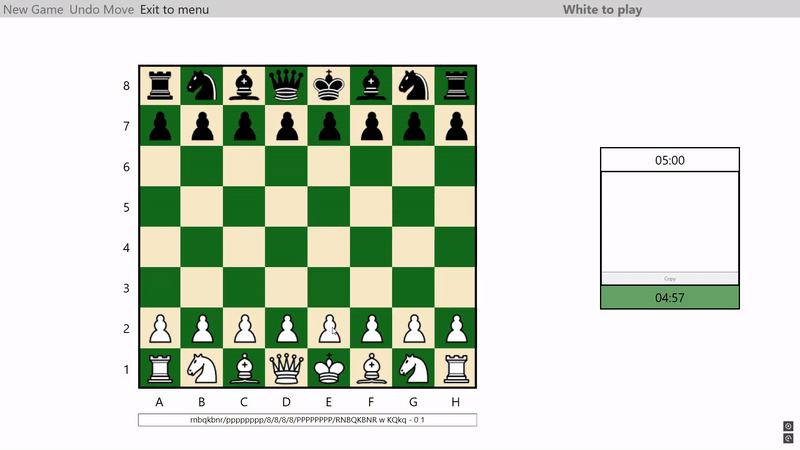 New Game Undo Move Exit to menu White to play
8
7
6
5
4
3
2
1
A B C D E F G H
rnbqkbnr/pppppppp/8/8/8/8/PPPPPPPP/RNBQKBNR w KQkq - 0 1
05:00
Copy
04:57